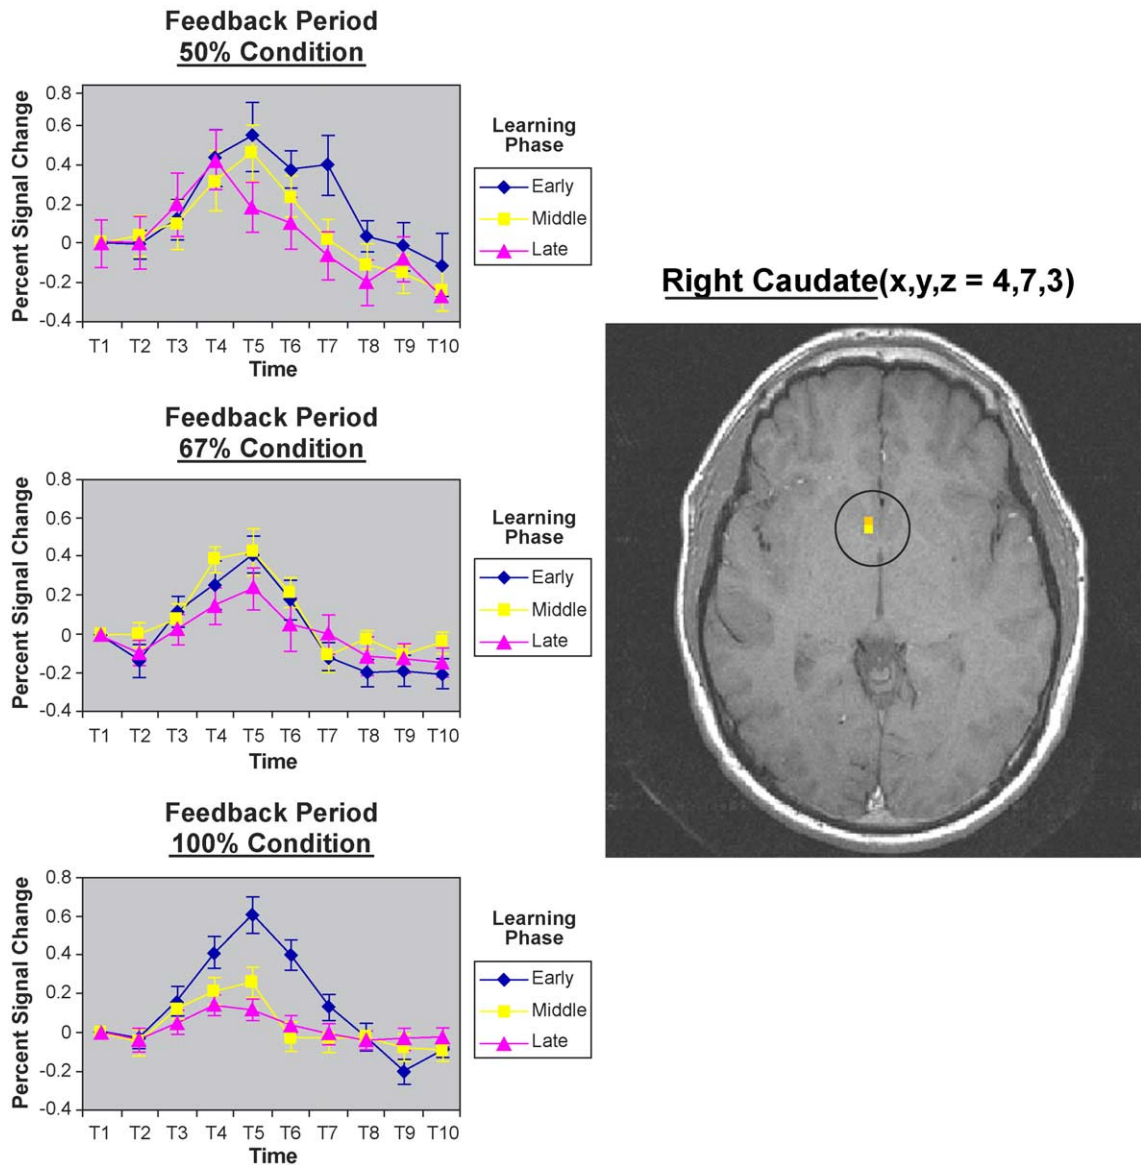 Feedback Period
50% Condition
Percent Signal Change
0.8
0.6
0.4
0.2
0
-0.2
-0.4
T1 T2 T3 T4 T5 T6 T7 T8 T9 T10
Time
Learning
Phase
Early
Middle
Late
Feedback Period
67% Condition
Percent Signal Change
0.8
0.6
0.4
0.2
0
-0.2
-0.4
T1 T2 T3 T4 T5 T6 T7 T8 T9 T10
Time
Learning
Phase
Early
Middle
Late
Feedback Period
100% Condition
Percent Signal Change
0.8
0.6
0.4
0.2
0
-0.2
-0.4
T1 T2 T3 T4 T5 T6 T7 T8 T9 T10
Time
Learning
Phase
Early
Middle
Late
Right Caudate(x,y,z = 4,7,3)